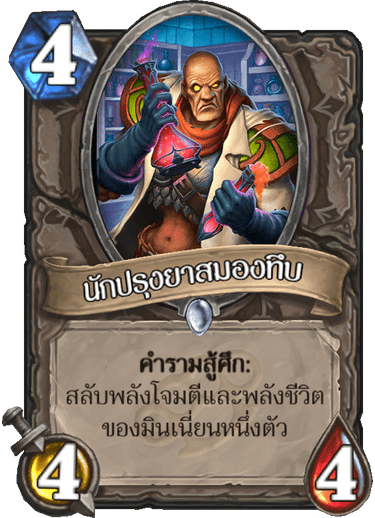 4
นักปรุงยาสมองทึบ
คำรามสู้ศึก:
สลับพลังโจมตีและพลังชีวิต
ของมินเนี่ยนหนึ่งตัว
4
4